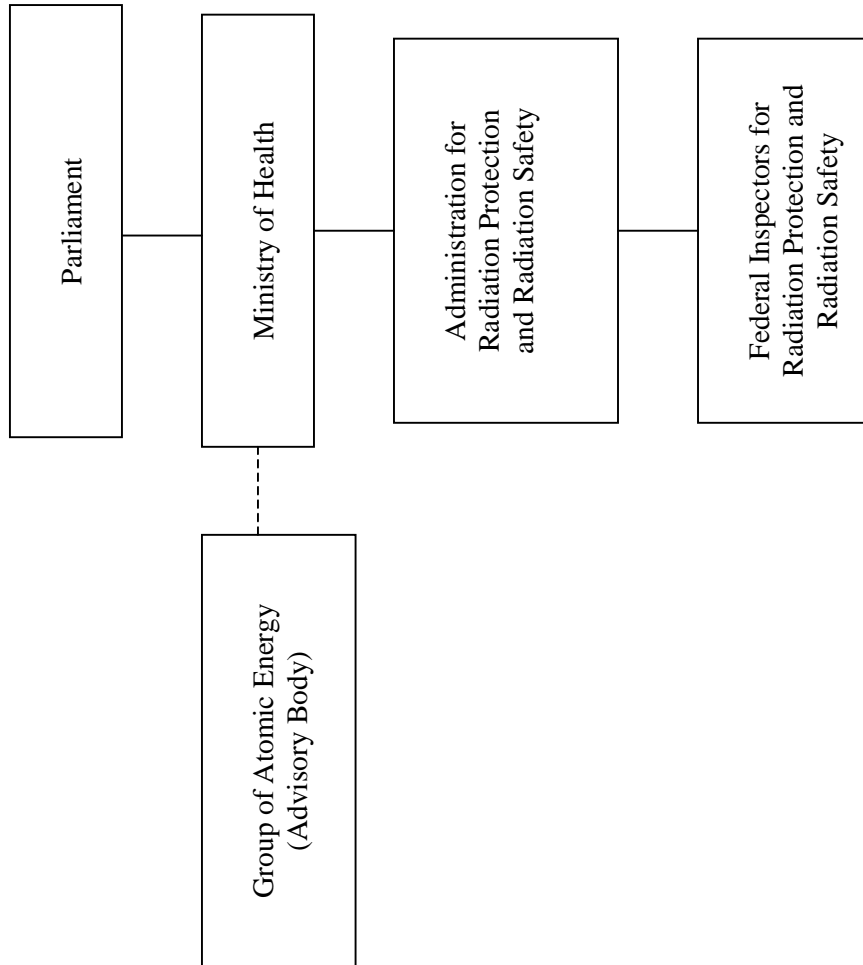 Parliament
Ministry of Health
Group of Atomic Energy
(Advisory Body)
Administration for
Radiation Protection
and Radiation Safety
Federal Inspectors for
Radiation Protection and
Radiation Safety